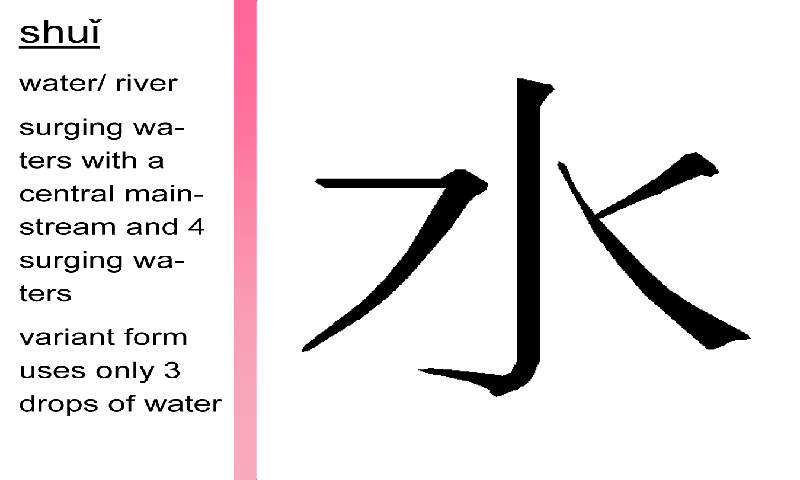 shuǐ
water/ river
surging wa-
ters with a
central main-
stream and 4
surging wa-
ters
variant form
uses only 3
drops of water
水